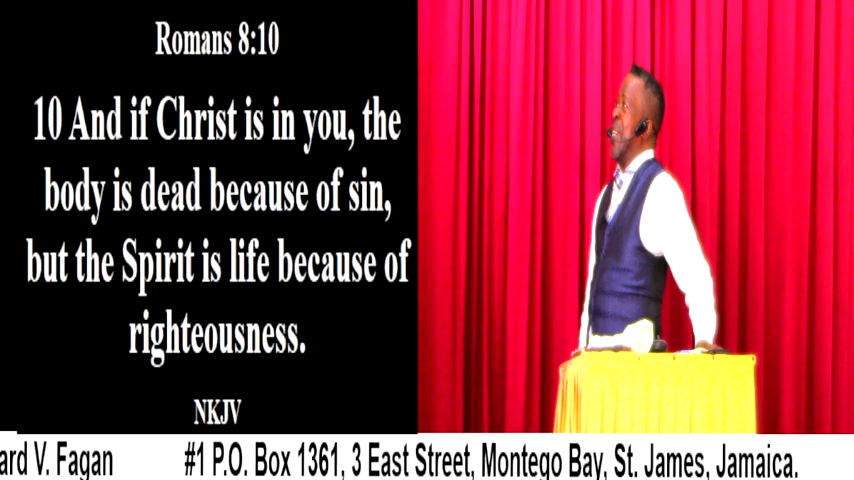 Romans 8:10
10 And if Christ is in you, the
body is dead because of sin,
but the Spirit is life because of
righteousness.
NKJV
ard V. Fagan #1 P.O. Box 1361, 3 East Street, Montego Bay, St. James, Jamaica.